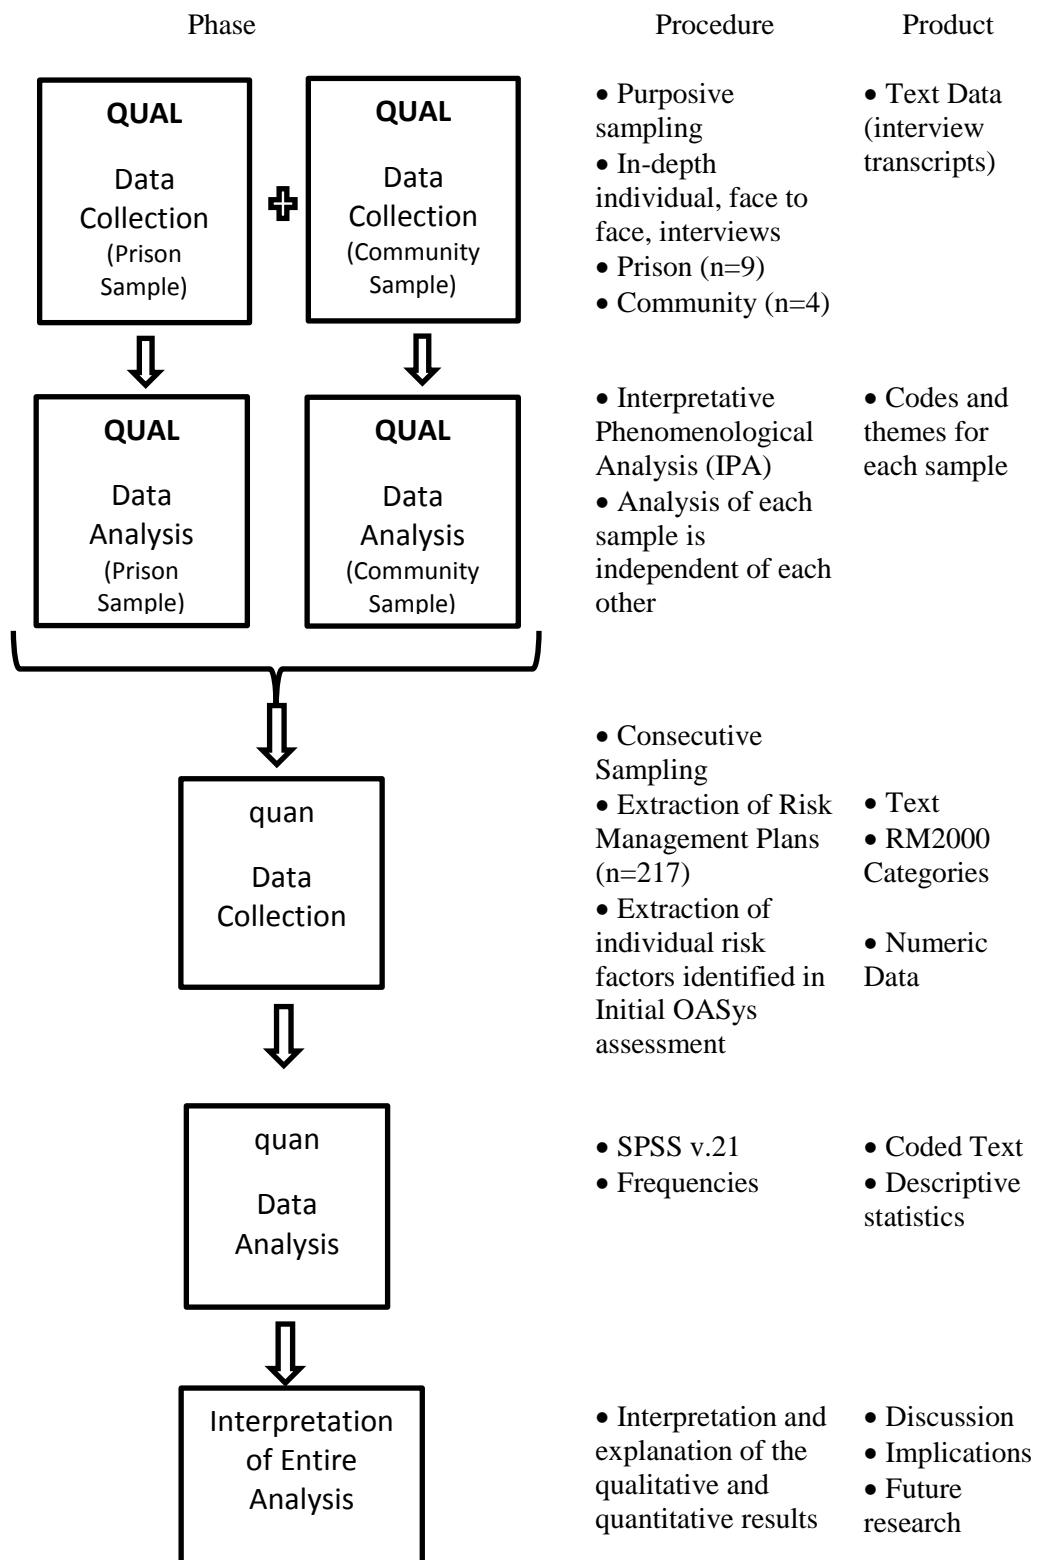 Phase
Procedure
Product
QUAL
Data
Collection
(Prison
Sample)
QUAL
Data
Collection
(Community
Sample)
• Purposive
sampling
• In-depth
individual, face to
face, interviews
• Prison (n=9)
• Community (n=4)
• Text Data
(interview
transcripts)
QUAL
Data
Analysis
(Prison
Sample)
QUAL
Data
Analysis
(Community
Sample)
• Interpretative
Phenomenological
Analysis (IPA)
• Analysis of each
sample is
independent of each
other
• Codes and
themes for
each sample
quan
Data
Collection
• Consecutive
Sampling
• Extraction of Risk
Management Plans
(n=217)
• Extraction of
individual risk
factors identified in
Initial OASys
assessment
• Text
• RM2000
Categories
• Numeric
Data
quan
Data
Analysis
• SPSS v.21
• Frequencies
• Coded Text
• Descriptive
statistics
Interpretation
of Entire
Analysis
• Interpretation and
explanation of the
qualitative and
quantitative results
• Discussion
• Implications
• Future
research